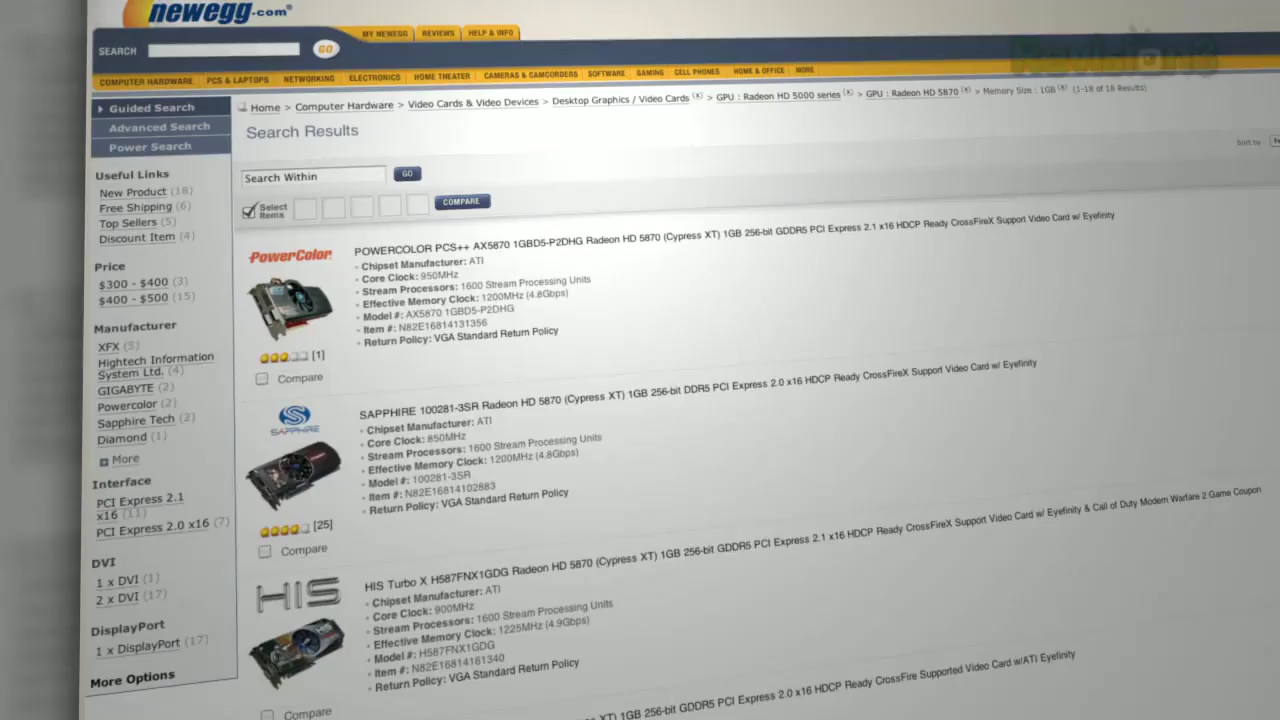 newegg.com®
MY NEWEGG REVIEWS HELP & INFO
SEARCH GO
COMPUTER HARDWARE PCS & LAPTOPS NETWORKING ELECTRONICS HOME THEATER CAMERAS & CAMCORDERS SOFTWARE GAMING CELL PHONES HOME & OFFICE MORE
Guided Search
Advanced Search
Power Search
Home > Computer Hardware > Video Cards & Video Devices > Desktop Graphics / Video Cards (x) > GPU : Radeon HD 5000 series (x) > GPU : Radeon HD 5870 (x) > Memory Size : 1GB (x) (1-18 of 18 Results)
Search Results
Sort by
Search Within GO
Select Items COMPARE
Useful Links
New Product (18)
Free Shipping (6)
Top Sellers (5)
Discount Item (4)
Price
$300 - $400 (3)
$400 - $500 (15)
Manufacturer
XFX (5)
Hightech Information
System Ltd. (4)
GIGABYTE (2)
Powercolor (2)
Sapphire Tech (2)
Diamond (1)
More
Interface
PCI Express 2.1
x16 (11)
PCI Express 2.0 x16 (7)
DVI
1 x DVI (1)
2 x DVI (17)
DisplayPort
1 x DisplayPort (17)
More Options
PowerColor
POWERCOLOR PCS++ AX5870 1GBD5-P2DHG Radeon HD 5870 (Cypress XT) 1GB 256-bit GDDR5 PCI Express 2.1 x16 HDCP Ready CrossFireX Support Video Card w/ Eyefinity
Chipset Manufacturer: ATI
Core Clock: 950MHz
Stream Processors: 1600 Stream Processing Units
Effective Memory Clock: 1200MHz (4.8Gbps)
Model #: AX5870 1GBD5-P2DHG
Item #: N82E16814131356
Return Policy: VGA Standard Return Policy
[1]
Compare
SAPPHIRE
SAPPHIRE 100281-3SR Radeon HD 5870 (Cypress XT) 1GB 256-bit DDR5 PCI Express 2.0 x16 HDCP Ready CrossFireX Support Video Card w/ Eyefinity
Chipset Manufacturer: ATI
Core Clock: 850MHz
Stream Processors: 1600 Stream Processing Units
Effective Memory Clock: 1200MHz (4.8Gbps)
Model #: 100281-3SR
Item #: N82E16814102883
Return Policy: VGA Standard Return Policy
[25]
Compare
HIS
HIS Turbo X H587FNX1GDG Radeon HD 5870 (Cypress XT) 1GB 256-bit GDDR5 PCI Express 2.1 x16 HDCP Ready CrossFireX Support Video Card w/ Eyefinity & Call of Duty Modern Warfare 2 Game Coupon
Chipset Manufacturer: ATI
Core Clock: 900MHz
Stream Processors: 1600 Stream Processing Units
Effective Memory Clock: 1225MHz (4.9Gbps)
Model #: H587FNX1GDG
Item #: N82E16814161340
Return Policy: VGA Standard Return Policy
Compare
XT) 1GB 256-bit GDDR5 PCI Express 2.0 x16 HDCP Ready CrossFire Supported Video Card w/ATI Eyefinity